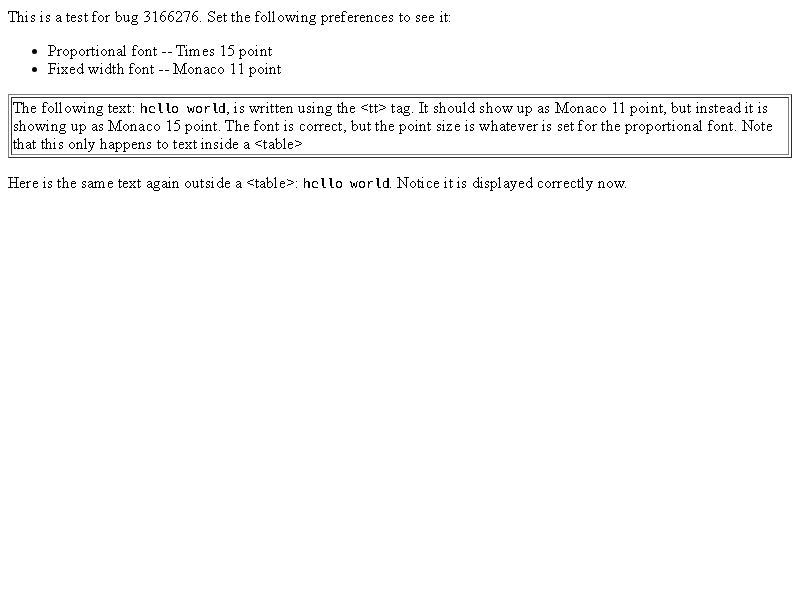 This is a test for bug 3166276. Set the following preferences to see it:
• Proportional font -- Times 15 point
• Fixed width font -- Monaco 11 point
The following text: hello world, is written using the <tt> tag. It should show up as Monaco 11 point, but instead it is
showing up as Monaco 15 point. The font is correct, but the point size is whatever is set for the proportional font. Note
that this only happens to text inside a <table>
Here is the same text again outside a <table>: hello world. Notice it is displayed correctly now.